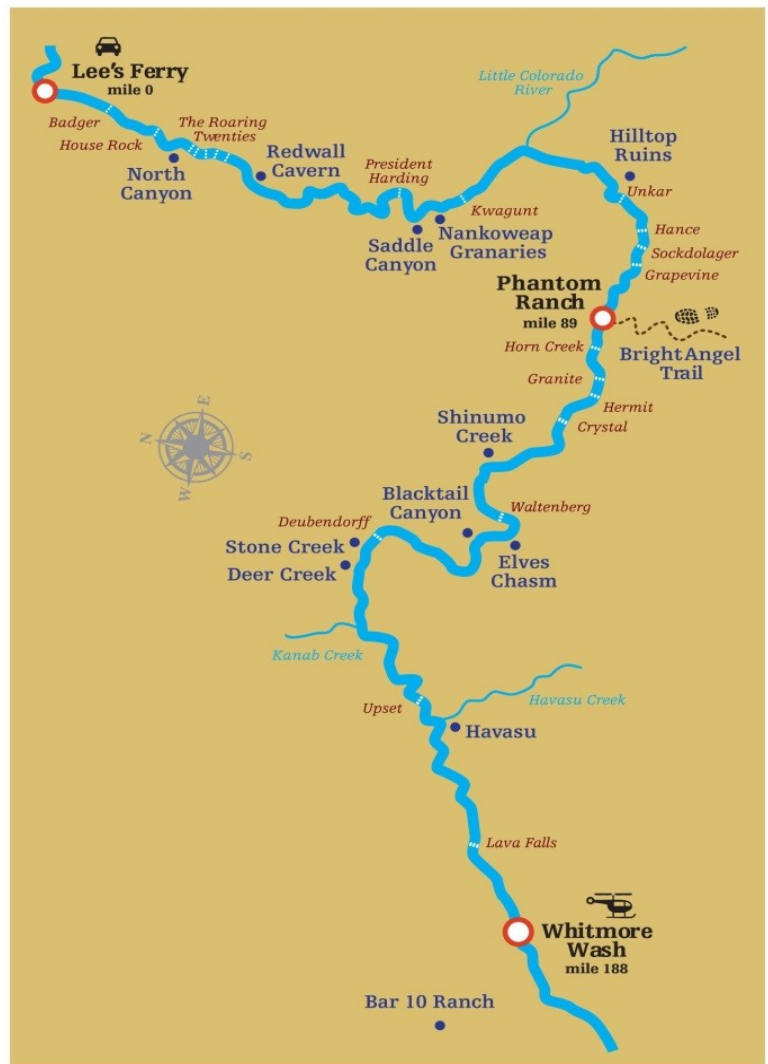 Lee's Ferry
mile 0
Badger
House Rock
The Roaring
Twenties
North
Canyon
Redwall
Cavern
President
Harding
Little Colorado
River
Hilltop
Ruins
Unkar
Kwagunt
Saddle
Canyon
Nankoweap
Granaries
Hance
Sockdolager
Grapevine
Phantom
Ranch
mile 89
Bright Angel
Trail
Horn Creek
Granite
Hermit
Crystal
N
E
S
W
Shinumo
Creek
Blacktail
Canyon
Waltenberg
Deubendorff
Stone Creek
Deer Creek
Elves
Chasm
Kanab Creek
Havasu Creek
Upset
Havasu
Lava Falls
Whitmore
Wash
mile 188
Bar 10 Ranch